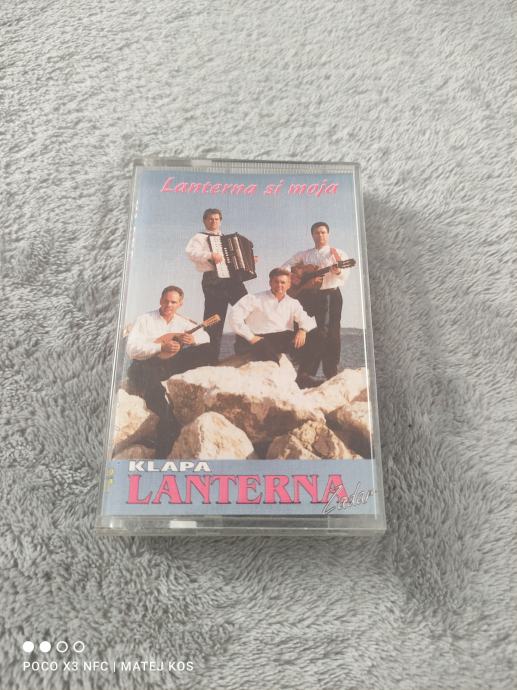 Lanterna si moja
KLAPA
LANTERNA
Zadar
POCO X3 NFC | MATEJ KOS